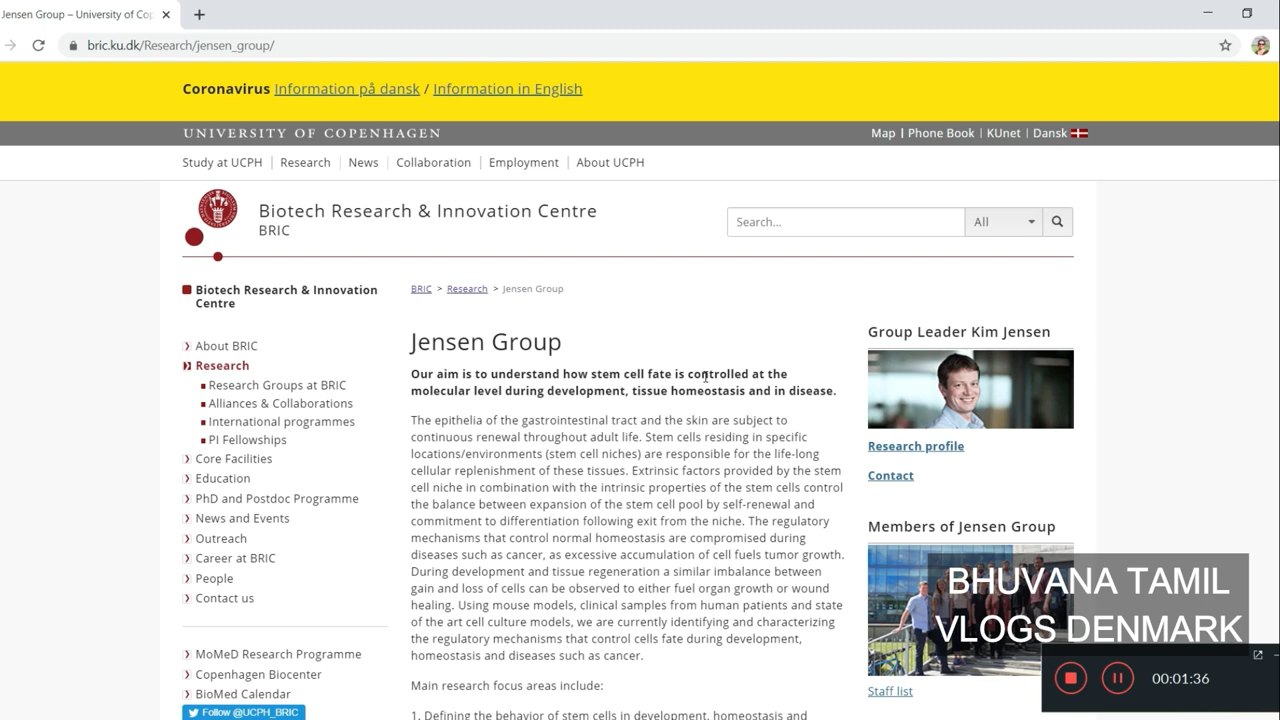 Jensen Group – University of Cop
bric.ku.dk/Research/jensen_group/
Coronavirus Information på dansk / Information in English
UNIVERSITY OF COPENHAGEN
Map | Phone Book | KUnet | Dansk
Study at UCPH | Research | News | Collaboration | Employment | About UCPH
Biotech Research & Innovation Centre
BRIC
Search...
All
Biotech Research & Innovation
Centre
About BRIC
Research
Research Groups at BRIC
Alliances & Collaborations
International programmes
PI Fellowships
Core Facilities
Education
PhD and Postdoc Programme
News and Events
Outreach
Career at BRIC
People
Contact us
MoMeD Research Programme
Copenhagen Biocenter
BioMed Calendar
Follow @UCPH_BRIC
BRIC > Research > Jensen Group
Jensen Group
Our aim is to understand how stem cell fate is controlled at the
molecular level during development, tissue homeostasis and in disease.
The epithelia of the gastrointestinal tract and the skin are subject to
continuous renewal throughout adult life. Stem cells residing in specific
locations/environments (stem cell niches) are responsible for the life-long
cellular replenishment of these tissues. Extrinsic factors provided by the stem
cell niche in combination with the intrinsic properties of the stem cells control
the balance between expansion of the stem cell pool by self-renewal and
commitment to differentiation following exit from the niche. The regulatory
mechanisms that control normal homeostasis are compromised during
diseases such as cancer, as excessive accumulation of cell fuels tumor growth.
During development and tissue regeneration a similar imbalance between
gain and loss of cells can be observed to either fuel organ growth or wound
healing. Using mouse models, clinical samples from human patients and state
of the art cell culture models, we are currently identifying and characterizing
the regulatory mechanisms that control cells fate during development,
homeostasis and diseases such as cancer.
Main research focus areas include:
1. Defining the behavior of stem cells in development, homeostasis and
Group Leader Kim Jensen
Research profile
Contact
Members of Jensen Group
Staff list
BHUVANA TAMIL
VLOGS DENMARK
00:01:36